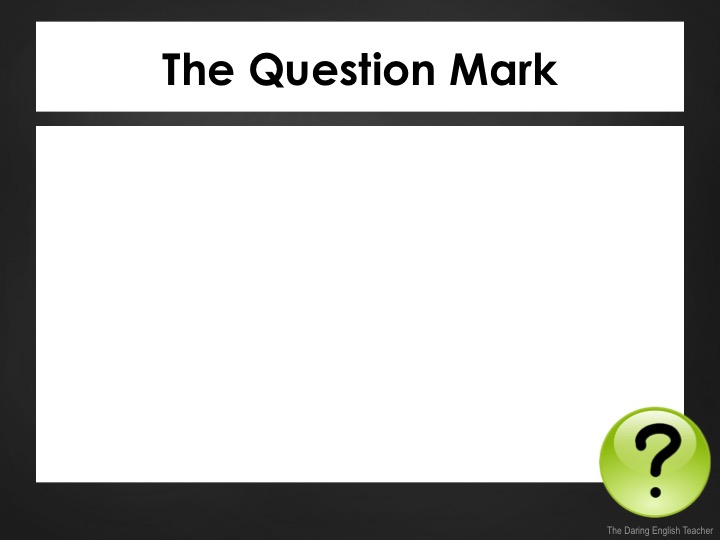 The Question Mark
?
The Daring English Teacher